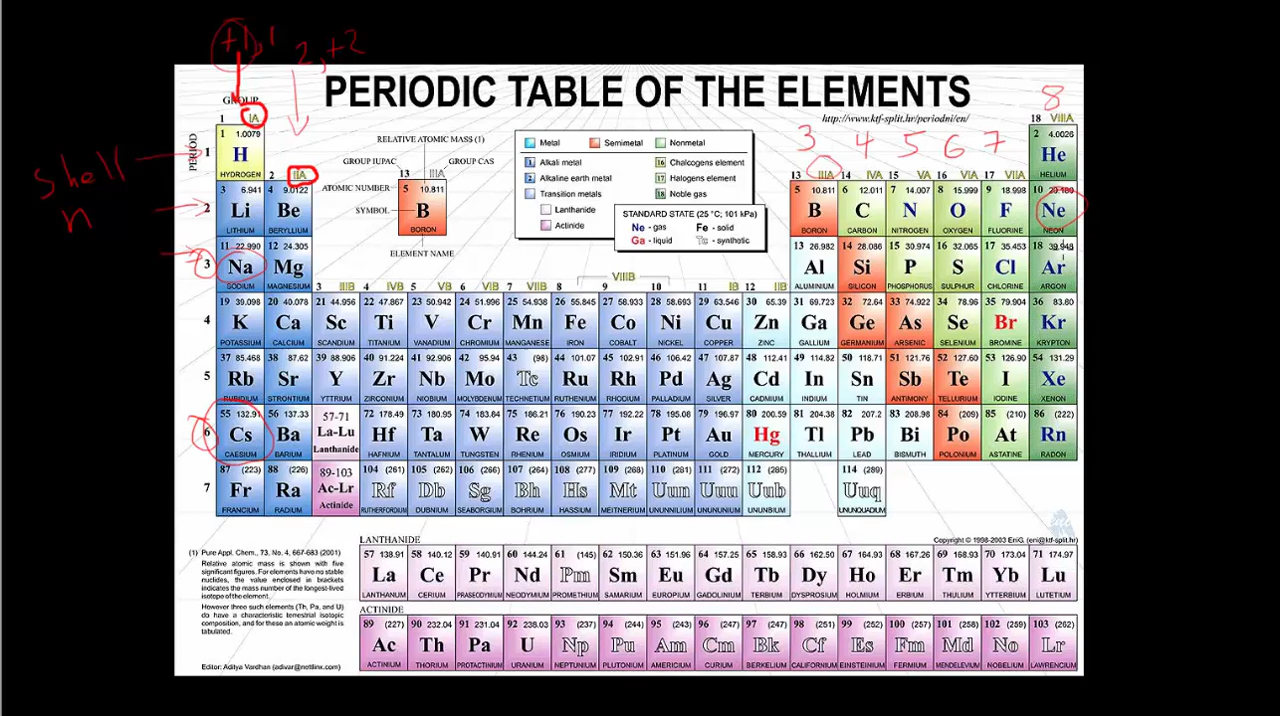 +1, 1
2, +2
PERIODIC TABLE OF THE ELEMENTS
GROUP
1 IA
http://www.ktf-split.hr/periodni/en/
8
18 VIIIA
PERIOD
Shell
n
1
1 1.0079
H
HYDROGEN
2 IIA
RELATIVE ATOMIC MASS (1)
GROUP IUPAC
GROUP CAS
13 IIIA
ATOMIC NUMBER
5 10.811
SYMBOL
B
BORON
ELEMENT NAME
Metal Semimetal Nonmetal
1 Alkali metal
2 Alkaline earth metal
Transition metals
Lanthanide
Actinide
16 Chalcogens element
17 Halogens element
18 Noble gas
STANDARD STATE (25 °C; 101 kPa)
Ne - gas Fe - solid
Ga - liquid Tc - synthetic
3 4 5 6 7
13 IIIA 14 IVA 15 VA 16 VIA 17 VIIA
2 4.0026
He
HELIUM
2
3 6.941 4 9.0122
Li Be
LITHIUM BERYLLIUM
5 10.811 6 12.011 7 14.007 8 15.999 9 18.998 10 20.180
B C N O F Ne
BORON CARBON NITROGEN OXYGEN FLUORINE NEON
3
11 22.990 12 24.305
Na Mg
SODIUM MAGNESIUM
13 26.982 14 28.086 15 30.974 16 32.065 17 35.453 18 39.948
Al Si P S Cl Ar
ALUMINIUM SILICON PHOSPHORUS SULPHUR CHLORINE ARGON
VIIIB
3 IIIB 4 IVB 5 VB 6 VIB 7 VIIB 8 9 10 11 IB 12 IIB
4
19 39.098 20 40.078 21 44.956 22 47.867 23 50.942 24 51.996 25 54.938 26 55.845 27 58.933 28 58.693 29 63.546 30 65.39 31 69.723 32 72.64 33 74.922 34 78.96 35 79.904 36 83.80
K Ca Sc Ti V Cr Mn Fe Co Ni Cu Zn Ga Ge As Se Br Kr
POTASSIUM CALCIUM SCANDIUM TITANIUM VANADIUM CHROMIUM MANGANESE IRON COBALT NICKEL COPPER ZINC GALLIUM GERMANIUM ARSENIC SELENIUM BROMINE KRYPTON
5
37 85.468 38 87.62 39 88.906 40 91.224 41 92.906 42 95.94 43 (98) 44 101.07 45 102.91 46 106.42 47 107.87 48 112.41 49 114.82 50 118.71 51 121.76 52 127.60 53 126.90 54 131.29
Rb Sr Y Zr Nb Mo Tc Ru Rh Pd Ag Cd In Sn Sb Te I Xe
RUBIDIUM STRONTIUM YTTRIUM ZIRCONIUM NIOBIUM MOLYBDENUM TECHNETIUM RUTHENIUM RHODIUM PALLADIUM SILVER CADMIUM INDIUM TIN ANTIMONY TELLURIUM IODINE XENON
6
55 132.91 56 137.33 57-71 72 178.49 73 180.95 74 183.84 75 186.21 76 190.23 77 192.22 78 195.08 79 196.97 80 200.59 81 204.38 82 207.2 83 208.98 84 (209) 85 (210) 86 (222)
Cs Ba La-Lu Hf Ta W Re Os Ir Pt Au Hg Tl Pb Bi Po At Rn
CAESIUM BARIUM Lanthanide HAFNIUM TANTALUM TUNGSTEN RHENIUM OSMIUM IRIDIUM PLATINUM GOLD MERCURY THALLIUM LEAD BISMUTH POLONIUM ASTATINE RADON
7
87 (223) 88 (226) 89-103 104 (261) 105 (262) 106 (266) 107 (264) 108 (277) 109 (268) 110 (281) 111 (272) 112 (285) 114 (289)
Fr Ra Ac-Lr Rf Db Sg Bh Hs Mt Uun Uuu Uub Uuq
FRANCIUM RADIUM Actinide RUTHERFORDIUM DUBNIUM SEABORGIUM BOHRIUM HASSIUM MEITNERIUM UNUNNILIUM UNUNUNIUM UNUNBIUM UNUNQUADIUM
LANTHANIDE
Copyright © 1998-2003 EniG. (eni@ktf-split.hr)
57 138.91 58 140.12 59 140.91 60 144.24 61 (145) 62 150.36 63 151.96 64 157.25 65 158.93 66 162.50 67 164.93 68 167.26 69 168.93 70 173.04 71 174.97
La Ce Pr Nd Pm Sm Eu Gd Tb Dy Ho Er Tm Yb Lu
LANTHANUM CERIUM PRASEODYMIUM NEODYMIUM PROMETHIUM SAMARIUM EUROPIUM GADOLINIUM TERBIUM DYSPROSIUM HOLMIUM ERBIUM THULIUM YTTERBIUM LUTETIUM
ACTINIDE
89 (227) 90 232.04 91 231.04 92 238.03 93 (237) 94 (244) 95 (243) 96 (247) 97 (247) 98 (251) 99 (252) 100 (257) 101 (258) 102 (259) 103 (262)
Ac Th Pa U Np Pu Am Cm Bk Cf Es Fm Md No Lr
ACTINIUM THORIUM PROTACTINIUM URANIUM NEPTUNIUM PLUTONIUM AMERICIUM CURIUM BERKELIUM CALIFORNIUM EINSTEINIUM FERMIUM MENDELEVIUM NOBELIUM LAWRENCIUM
(1) Pure Appl. Chem., 73, No. 4, 667-683 (2001)
Relative atomic mass is shown with five
significant figures. For elements have no stable
nuclides, the value enclosed in brackets
indicates the mass number of the longest-lived
isotope of the element.
However three such elements (Th, Pa, and U)
do have a characteristic terrestrial isotopic
composition, and for these an atomic weight is
tabulated.
Editor: Aditya Vardhan (adivar@nettlinx.com)